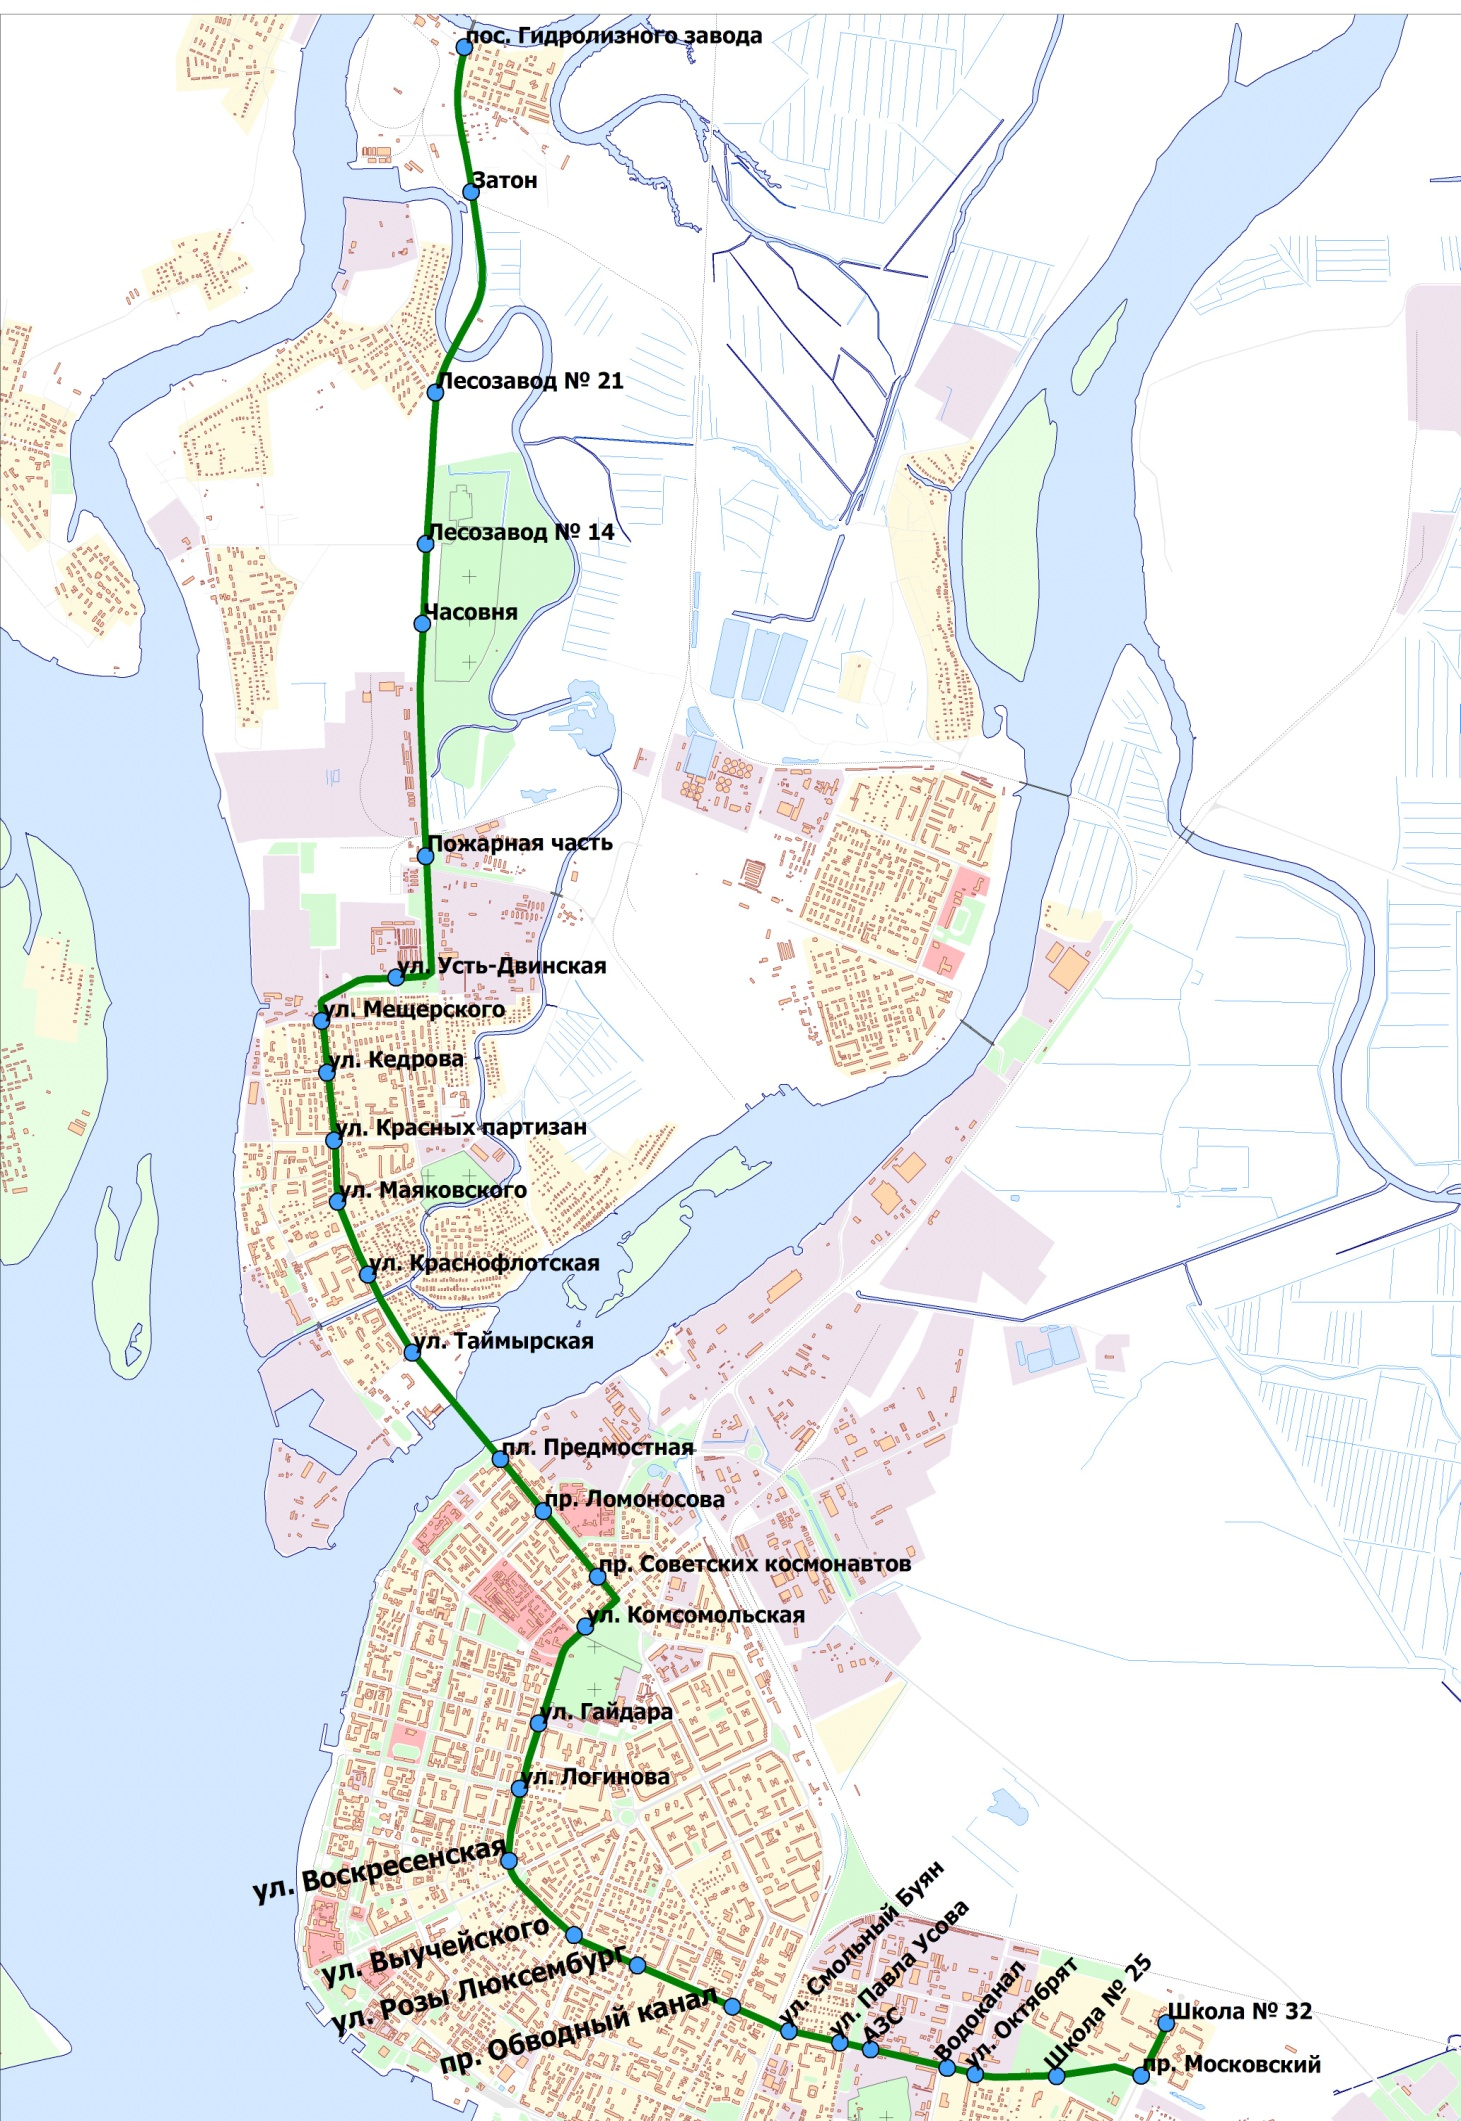 пос. Гидролизного завода
Затон
Лесозавод № 21
Лесозавод № 14
Часовня
Пожарная часть
ул. Усть-Двинская
ул. Мещерского
ул. Кедрова
ул. Красных партизан
ул. Маяковского
ул. Краснофлотская
ул. Таймырская
пл. Предмостная
пр. Ломоносова
пр. Советских космонавтов
ул. Комсомольская
ул. Гайдара
ул. Логинова
ул. Воскресенская
ул. Выучейского
ул. Розы Люксембург
пр. Обводный канал
ул. Смольный Буян
ул. Павла Усова
АЗС
Водоканал
ул. Октябрят
Школа № 25
Школа № 32
пр. Московский